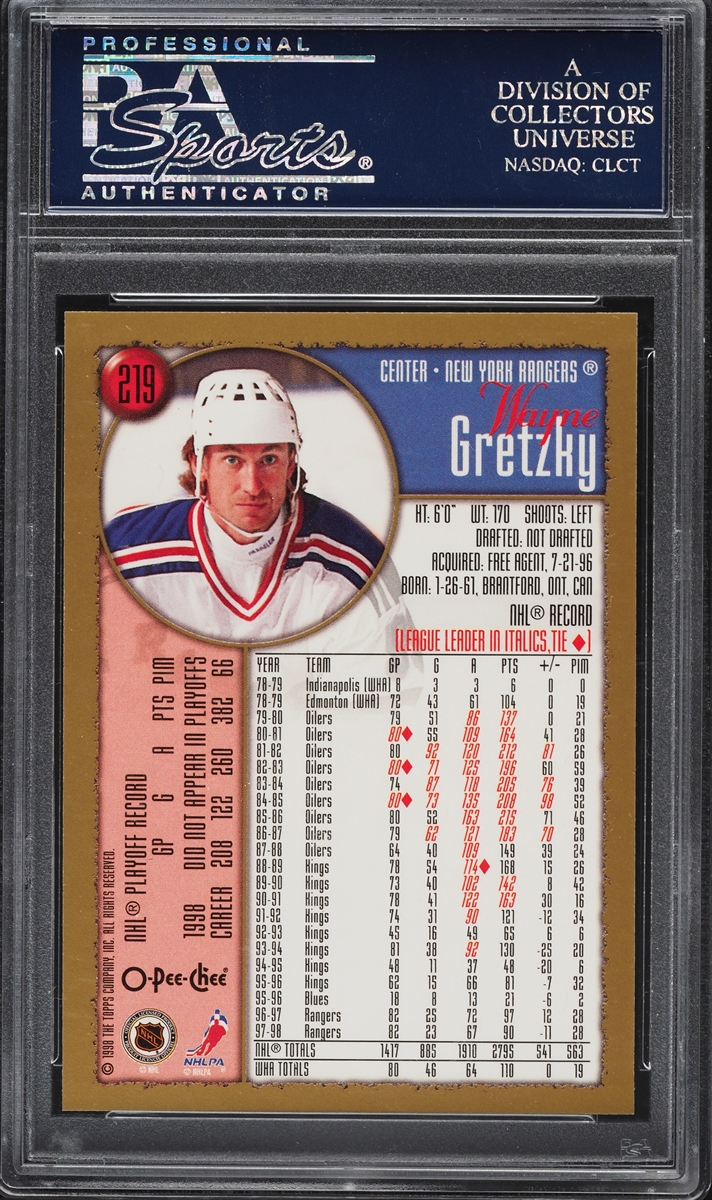 PROFESSIONAL
PSA
Sports®
AUTHENTICATOR
A
DIVISION OF
COLLECTORS
UNIVERSE
NASDAQ: CLCT
219
CENTER • NEW YORK RANGERS ®
Wayne
Gretzky
HT: 6'0" WT: 170 SHOOTS: LEFT
DRAFTED: NOT DRAFTED
ACQUIRED: FREE AGENT, 7-21-96
BORN: 1-26-61, BRANTFORD, ONT, CAN
NHL® RECORD
(LEAGUE LEADER IN ITALICS, TIE ♦)
YEAR TEAM GP G A PTS +/- PIM
78-79 Indianapolis (WHA) 8 3 3 6 0 0
78-79 Edmonton (WHA) 72 43 61 104 0 19
79-80 Oilers 79 51 86 137 0 21
80-81 Oilers 80♦ 55 109 164 41 28
81-82 Oilers 80 92 120 212 81 26
82-83 Oilers 80♦ 71 125 196 60 59
83-84 Oilers 74 87 118 205 76 39
84-85 Oilers 80♦ 73 135 208 98 52
85-86 Oilers 80 52 163 215 71 46
86-87 Oilers 79 62 121 183 70 28
87-88 Oilers 64 40 109 149 39 24
88-89 Kings 78 54 114♦ 168 15 26
89-90 Kings 73 40 102 142 8 42
90-91 Kings 78 41 122 163 30 16
91-92 Kings 74 31 90 121 -12 34
92-93 Kings 45 16 49 65 6 6
93-94 Kings 81 38 92 130 -25 20
94-95 Kings 48 11 37 48 -20 6
95-96 Kings 62 15 66 81 -7 32
95-96 Blues 18 8 13 21 -6 2
96-97 Rangers 82 25 72 97 12 28
97-98 Rangers 82 23 67 90 -11 28
NHL® TOTALS 1417 885 1910 2795 541 563
WHA TOTALS 80 46 64 110 0 19
NHL® PLAYOFF RECORD
GP G A PTS PIM
1998 DID NOT APPEAR IN PLAYOFFS
CAREER 208 122 260 382 66
© 1998 THE TOPPS COMPANY, INC. ALL RIGHTS RESERVED.
O-Pee-Chee®
NHL
© NHL
NHLPA
© NHLPA